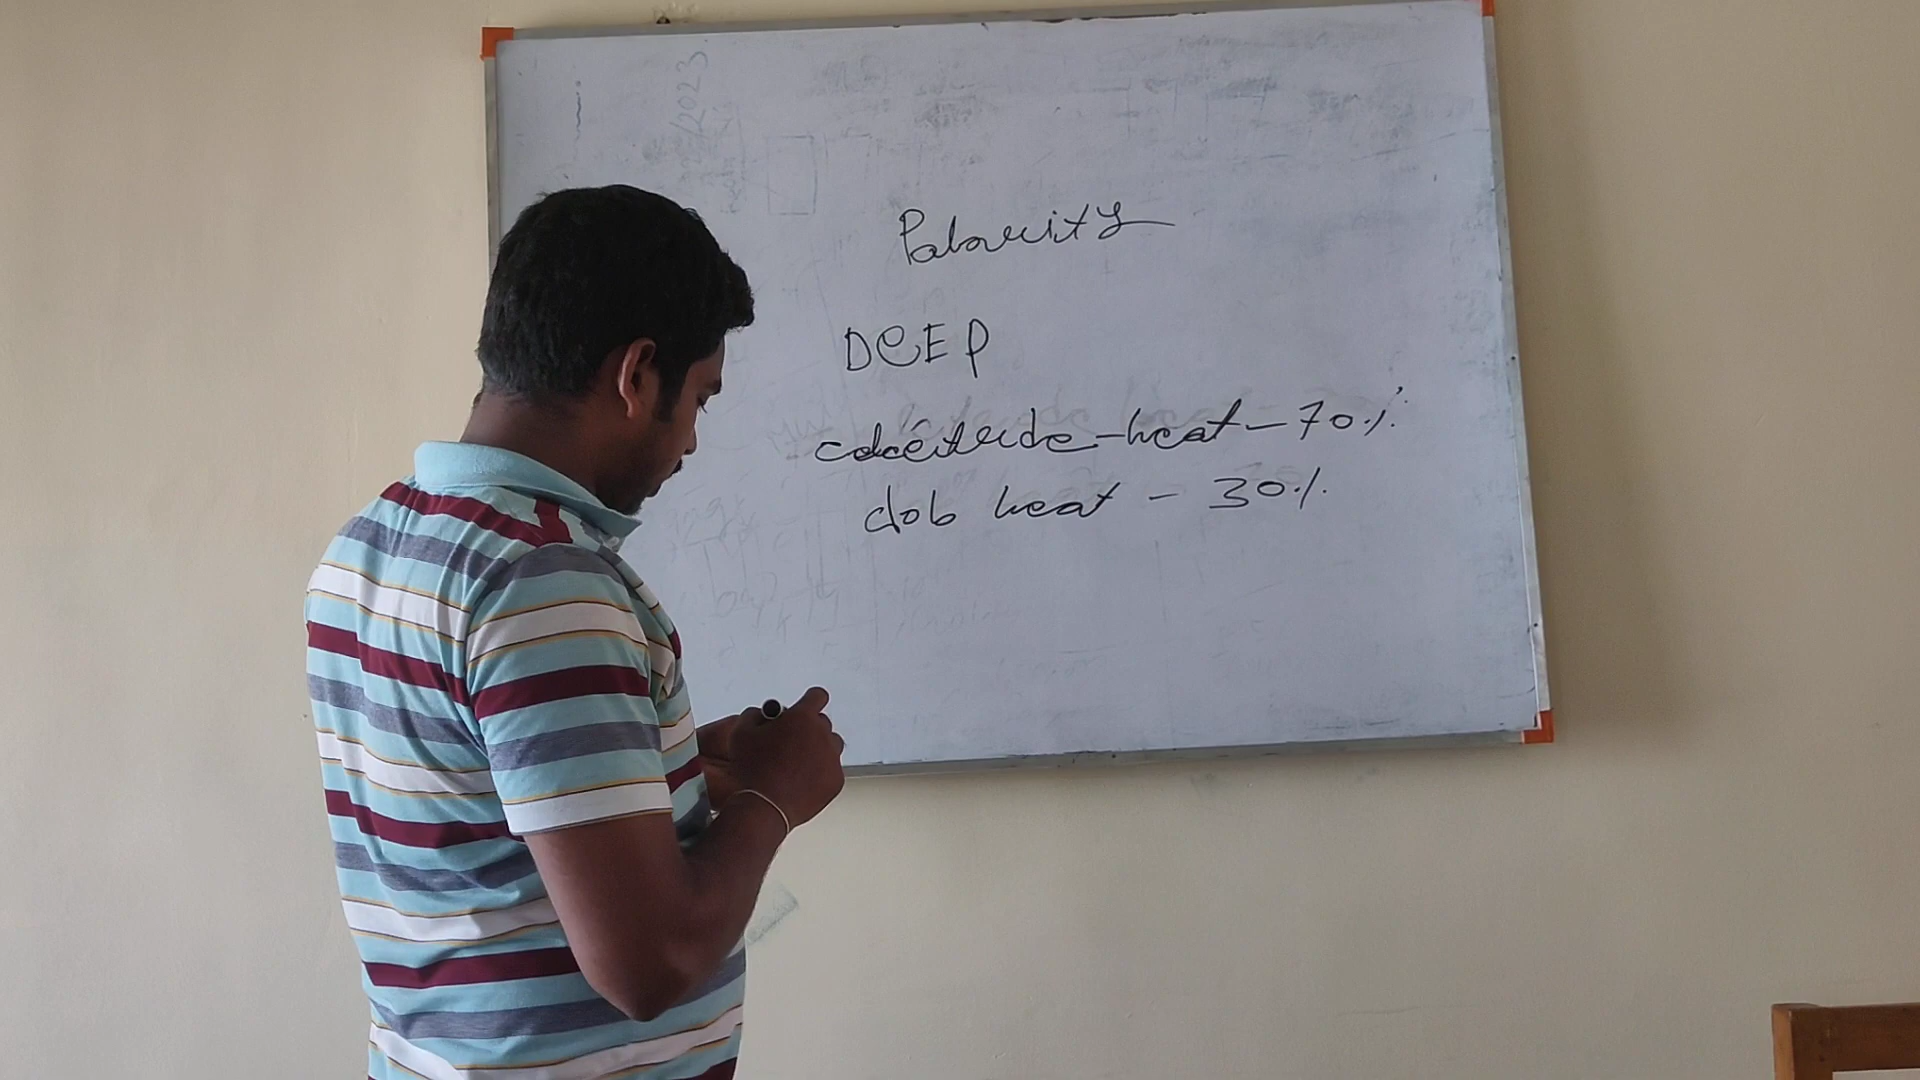 Polarity
DCEP
electrode - heat - 70%
Job heat - 30%